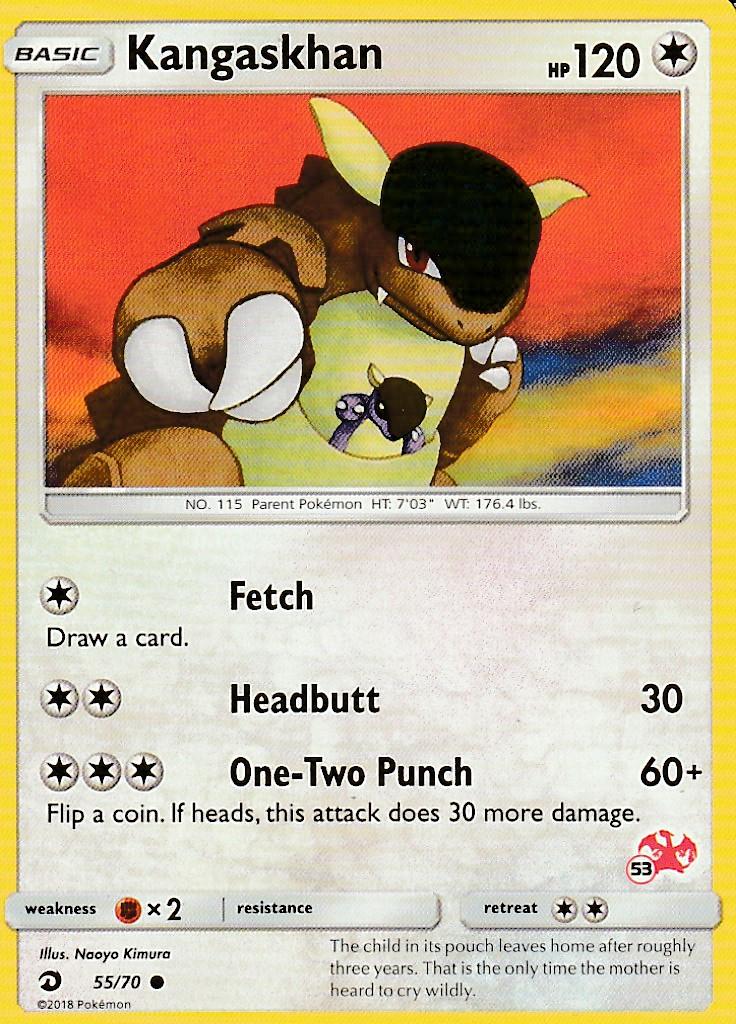 BASIC Kangaskhan HP 120
NO. 115 Parent Pokémon HT: 7'03" WT: 176.4 lbs.
Fetch
Draw a card.
Headbutt 30
One-Two Punch 60+
Flip a coin. If heads, this attack does 30 more damage.
53
weakness ×2 resistance retreat
Illus. Naoyo Kimura
55/70
©2018 Pokémon
The child in its pouch leaves home after roughly
three years. That is the only time the mother is
heard to cry wildly.